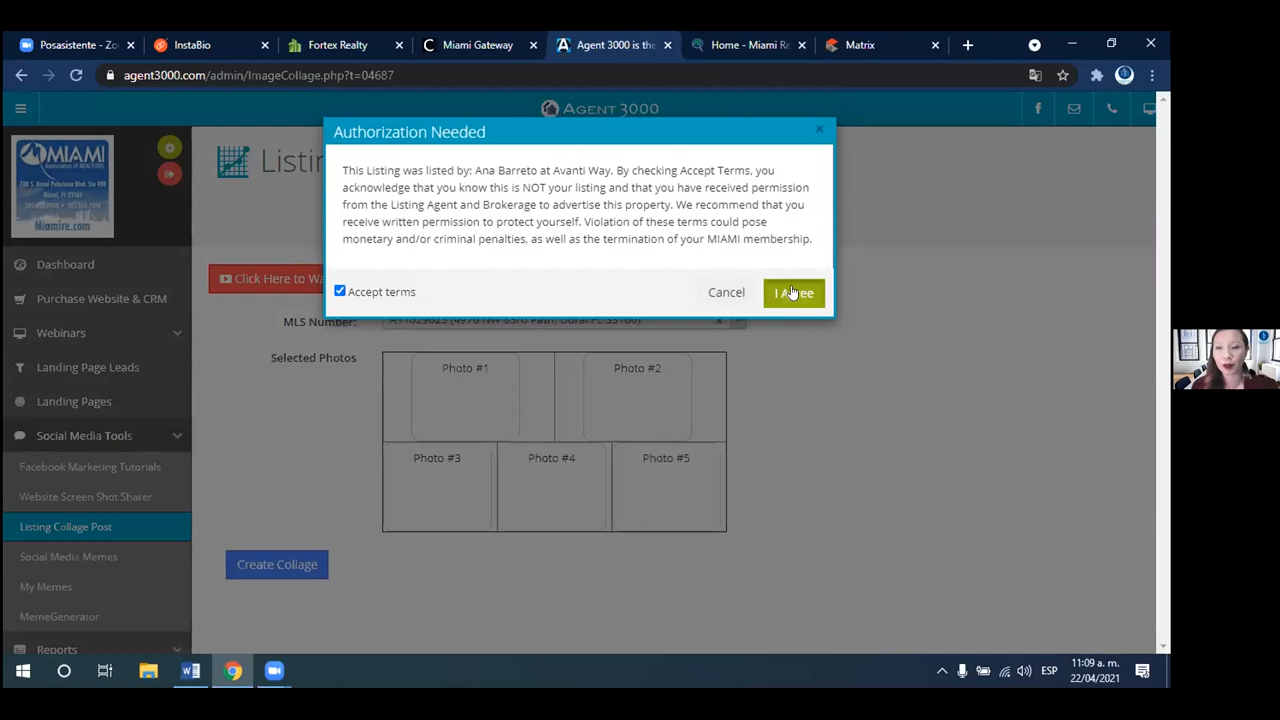 Posasistente - Zo
InstaBio
Fortex Realty
Miami Gateway
Agent 3000 is the
Home - Miami Re
Matrix
agent3000.com/admin/ImageCollage.php?t=04687
AGENT 3000
MIAMI
Miamire.com
Listin
Authorization Needed
This Listing was listed by: Ana Barreto at Avanti Way. By checking Accept Terms, you
acknowledge that you know this is NOT your listing and that you have received permission
from the Listing Agent and Brokerage to advertise this property. We recommend that you
receive written permission to protect yourself. Violation of these terms could pose
monetary and/or criminal penalties, as well as the termination of your MIAMI membership.
Accept terms
Cancel
I Agree
Dashboard
Purchase Website & CRM
Webinars
Landing Page Leads
Landing Pages
Social Media Tools
Facebook Marketing Tutorials
Website Screen Shot Sharer
Listing Collage Post
Social Media Memes
My Memes
MemeGenerator
Reports
Click Here to Wa
MLS Number:
Selected Photos
Photo #1
Photo #2
Photo #3
Photo #4
Photo #5
Create Collage
ESP
11:09 a. m.
22/04/2021